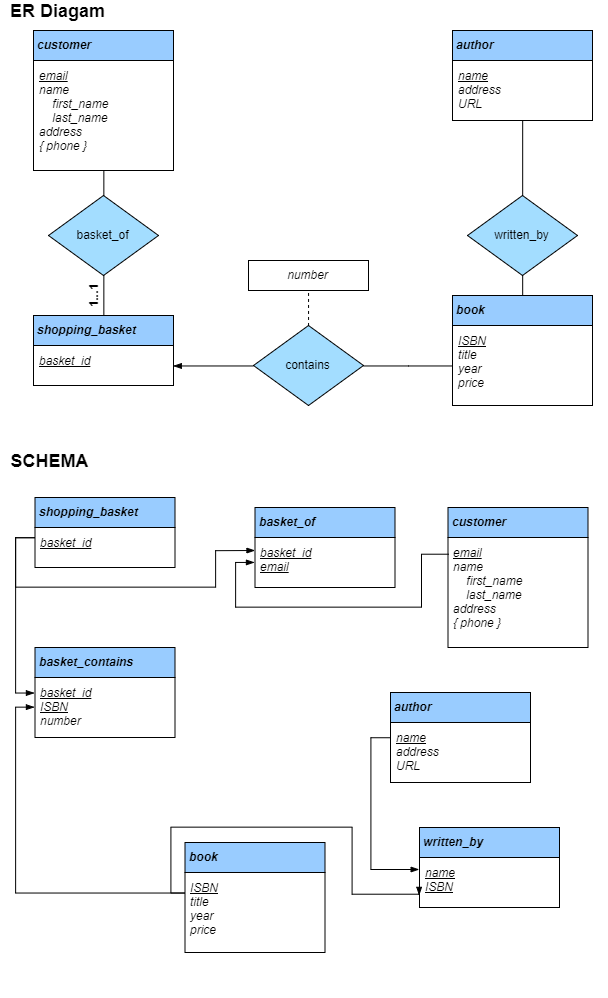 ER Diagam
customer
email
name
first_name
last_name
address
{ phone }
author
name
address
URL
basket_of
written_by
1...1
number
shopping_basket
basket_id
contains
book
ISBN
title
year
price
SCHEMA
shopping_basket
basket_id
basket_of
basket_id
email
customer
email
name
first_name
last_name
address
{ phone }
basket_contains
basket_id
ISBN
number
author
name
address
URL
book
ISBN
title
year
price
written_by
name
ISBN